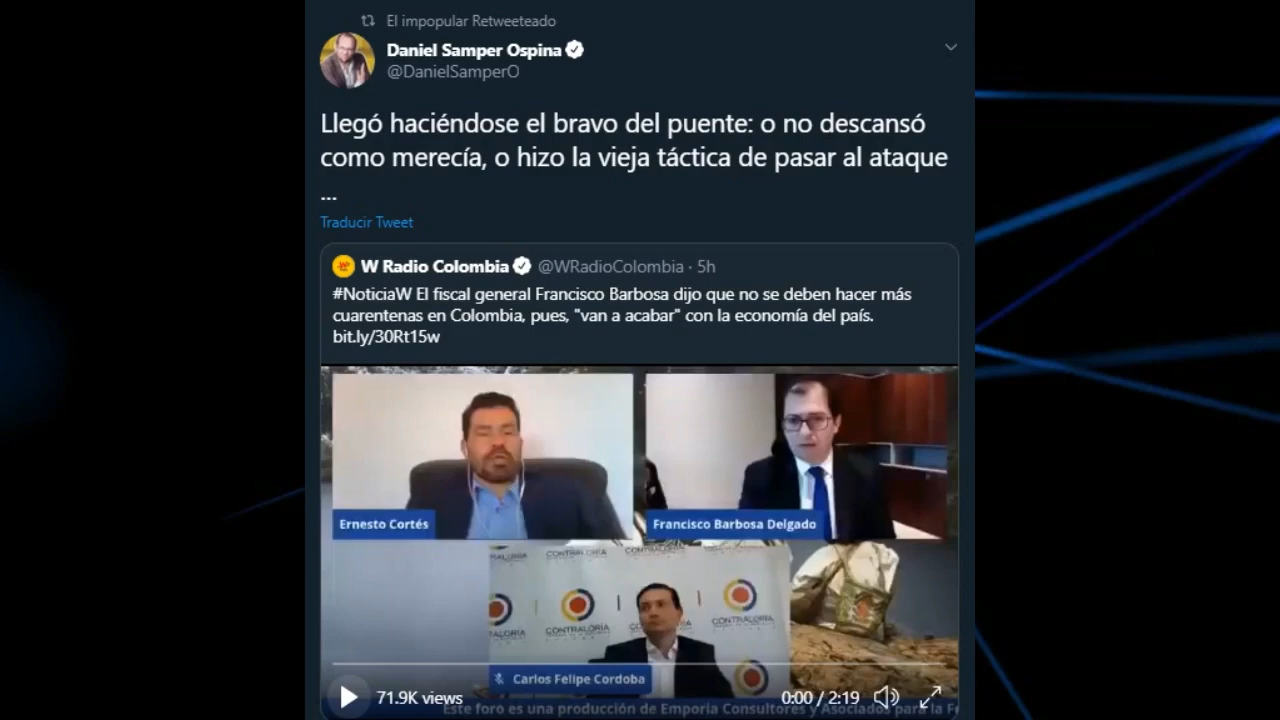 El impopular Retweeteado
Daniel Samper Ospina
@DanielSamperO
Llegó haciéndose el bravo del puente: o no descansó
como merecía, o hizo la vieja táctica de pasar al ataque
...
Traducir Tweet
W Radio Colombia @WRadioColombia · 5h
#NoticiaW El fiscal general Francisco Barbosa dijo que no se deben hacer más
cuarentenas en Colombia, pues, "van a acabar" con la economía del país.
bit.ly/30Rt15w
Ernesto Cortés
Francisco Barbosa Delgado
CONTRALORÍA
CONTRALORÍA
CONTRALORÍA
Carlos Felipe Cordoba
71.9K views
0:00 / 2:19
Este foro es una producción de Emporia Consultores y Asociados para la F